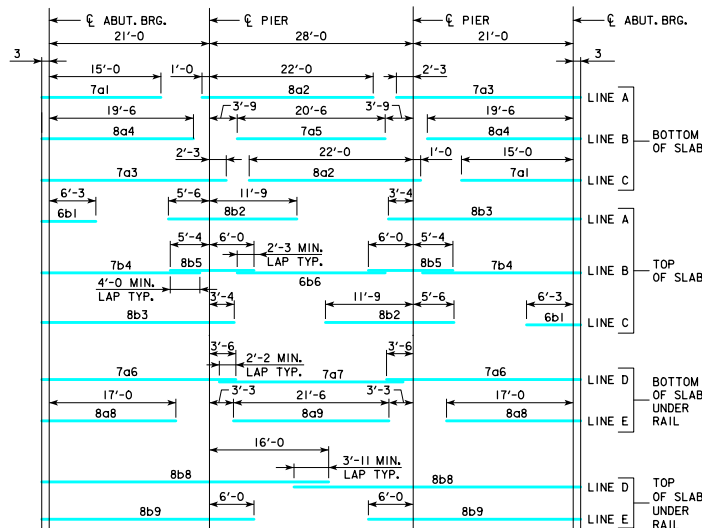 ℄ ABUT. BRG. ℄ PIER ℄ PIER ℄ ABUT. BRG.
21'-0 28'-0 21'-0
3 3
15'-0 1'-0 22'-0 2'-3
7a1 8a2 7a3 LINE A
19'-6 3'-9 20'-6 3'-9 19'-6
8a4 7a5 8a4 LINE B
BOTTOM OF SLAB
2'-3 22'-0 1'-0 15'-0
7a3 8a2 7a1 LINE C
6'-3 5'-6 11'-9 3'-4
6b1 8b2 8b3 LINE A
5'-4 6'-0 6'-0 5'-4
2'-3 MIN. LAP TYP.
7b4 8b5 6b6 8b5 7b4 LINE B
TOP OF SLAB
4'-0 MIN. LAP TYP.
3'-4 11'-9 5'-6 6'-3
8b3 8b2 6b1 LINE C
3'-6 3'-6
2'-2 MIN. LAP TYP.
7a6 7a7 7a6 LINE D
BOTTOM OF SLAB UNDER RAIL
17'-0 3'-3 21'-6 3'-3 17'-0
8a8 8a9 8a8 LINE E
16'-0
3'-11 MIN. LAP TYP.
8b8 8b8 LINE D
TOP OF SLAB UNDER RAIL
6'-0 6'-0
8b9 8b9 LINE E